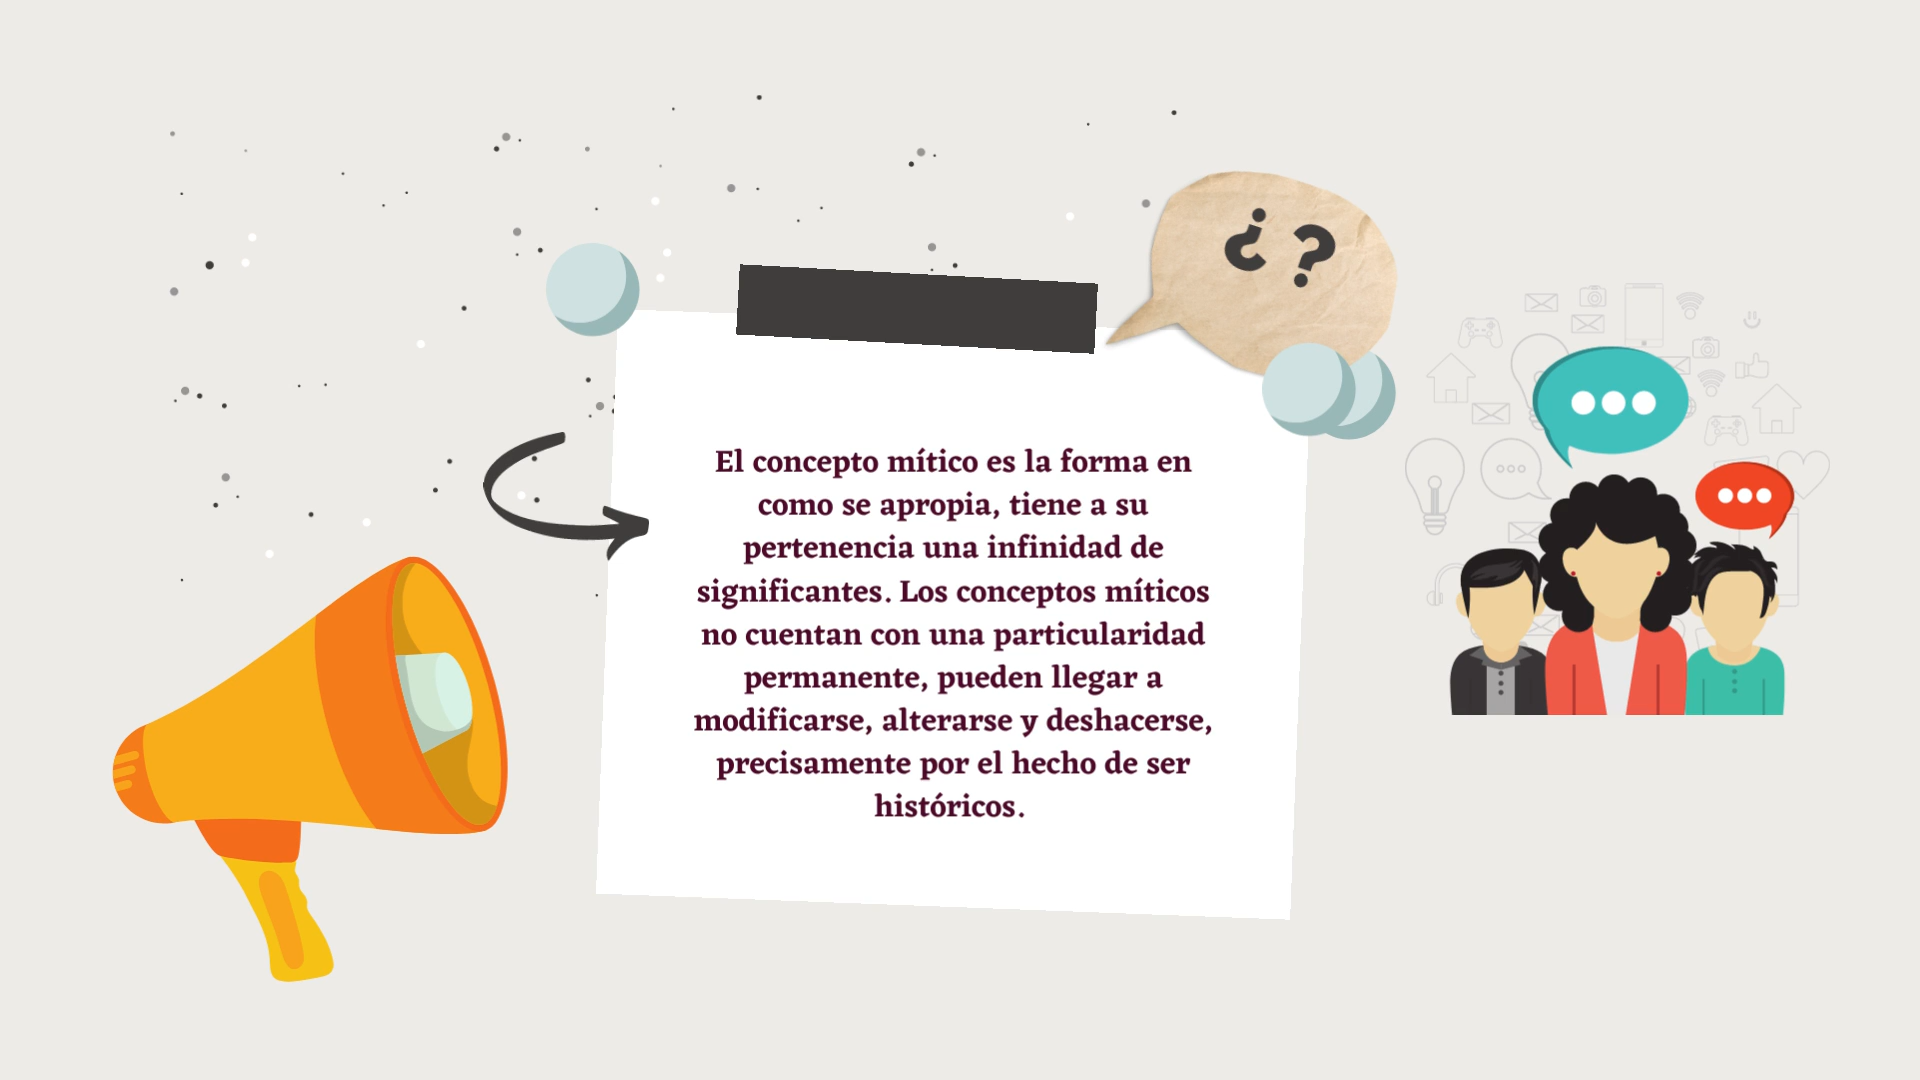 ¿ ?
El concepto mítico es la forma en
como se apropia, tiene a su
pertenencia una infinidad de
significantes. Los conceptos míticos
no cuentan con una particularidad
permanente, pueden llegar a
modificarse, alterarse y deshacerse,
precisamente por el hecho de ser
históricos.